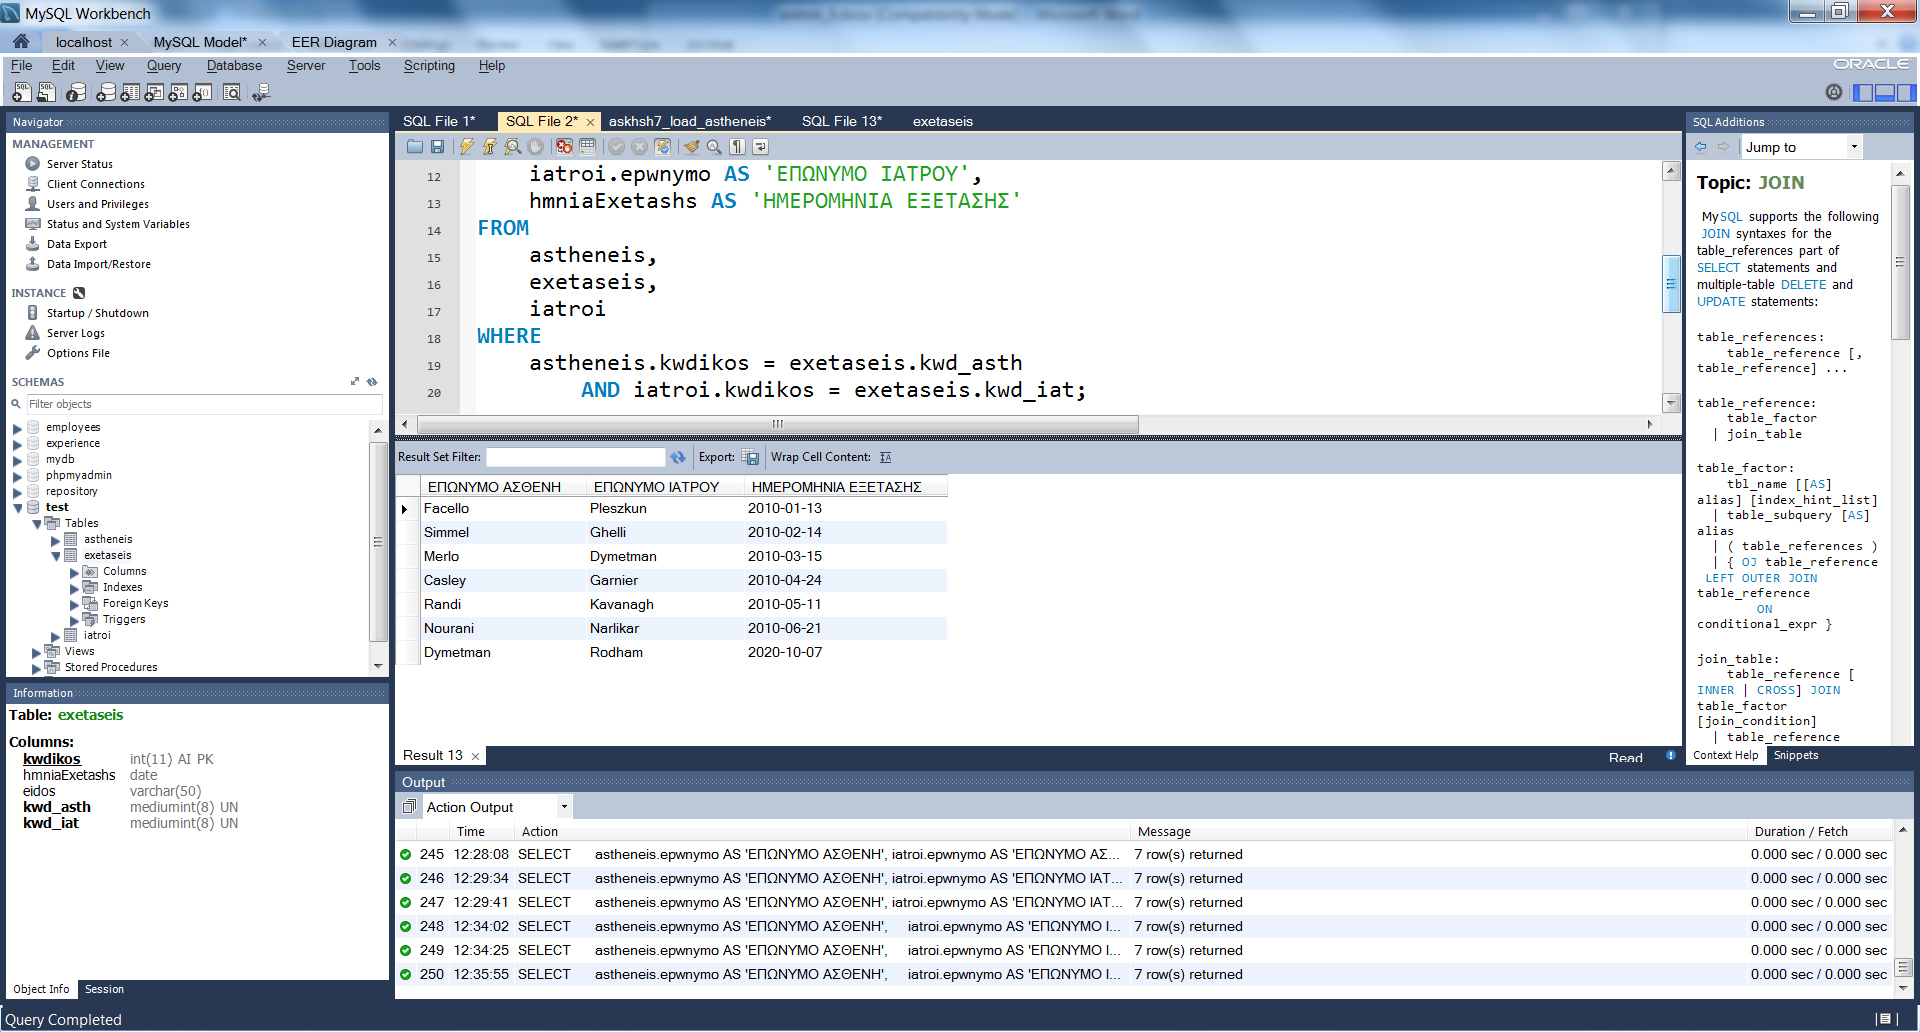 MySQL Workbench
localhost
MySQL Model*
EER Diagram
File Edit View Query Database Server Tools Scripting Help
ORACLE
Navigator
MANAGEMENT
Server Status
Client Connections
Users and Privileges
Status and System Variables
Data Export
Data Import/Restore
INSTANCE
Startup / Shutdown
Server Logs
Options File
SCHEMAS
Filter objects
employees
experience
mydb
phpmyadmin
repository
test
Tables
astheneis
exetaseis
Columns
Indexes
Foreign Keys
Triggers
iatroi
Views
Stored Procedures
Information
Table: exetaseis
Columns:
kwdikos int(11) AI PK
hmniaExetashs date
eidos varchar(50)
kwd_asth mediumint(8) UN
kwd_iat mediumint(8) UN
Object Info Session
SQL File 1* SQL File 2* askhsh7_load_astheneis* SQL File 13* exetaseis
12 iatroi.epwnymo AS 'ΕΠΩΝΥΜΟ ΙΑΤΡΟΥ',
13 hmniaExetashs AS 'ΗΜΕΡΟΜΗΝΙΑ ΕΞΕΤΑΣΗΣ'
14 FROM
15 astheneis,
16 exetaseis,
17 iatroi
18 WHERE
19 astheneis.kwdikos = exetaseis.kwd_asth
20 AND iatroi.kwdikos = exetaseis.kwd_iat;
Result Set Filter: Export: Wrap Cell Content:
ΕΠΩΝΥΜΟ ΑΣΘΕΝΗ ΕΠΩΝΥΜΟ ΙΑΤΡΟΥ ΗΜΕΡΟΜΗΝΙΑ ΕΞΕΤΑΣΗΣ
Facello Pleszkun 2010-01-13
Simmel Ghelli 2010-02-14
Merlo Dymetman 2010-03-15
Casley Garnier 2010-04-24
Randi Kavanagh 2010-05-11
Nourani Narlikar 2010-06-21
Dymetman Rodham 2020-10-07
Result 13
Read
Output
Action Output
Time Action Message Duration / Fetch
245 12:28:08 SELECT astheneis.epwnymo AS 'ΕΠΩΝΥΜΟ ΑΣΘΕΝΗ', iatroi.epwnymo AS 'ΕΠΩΝΥΜΟ ΑΣ... 7 row(s) returned 0.000 sec / 0.000 sec
246 12:29:34 SELECT astheneis.epwnymo AS 'ΕΠΩΝΥΜΟ ΑΣΘΕΝΗ', iatroi.epwnymo AS 'ΕΠΩΝΥΜΟ ΙΑΤ... 7 row(s) returned 0.000 sec / 0.000 sec
247 12:29:41 SELECT astheneis.epwnymo AS 'ΕΠΩΝΥΜΟ ΑΣΘΕΝΗ', iatroi.epwnymo AS 'ΕΠΩΝΥΜΟ ΙΑΤ... 7 row(s) returned 0.000 sec / 0.000 sec
248 12:34:02 SELECT astheneis.epwnymo AS 'ΕΠΩΝΥΜΟ ΑΣΘΕΝΗ', iatroi.epwnymo AS 'ΕΠΩΝΥΜΟ Ι... 7 row(s) returned 0.000 sec / 0.000 sec
249 12:34:25 SELECT astheneis.epwnymo AS 'ΕΠΩΝΥΜΟ ΑΣΘΕΝΗ', iatroi.epwnymo AS 'ΕΠΩΝΥΜΟ Ι... 7 row(s) returned 0.000 sec / 0.000 sec
250 12:35:55 SELECT astheneis.epwnymo AS 'ΕΠΩΝΥΜΟ ΑΣΘΕΝΗ', iatroi.epwnymo AS 'ΕΠΩΝΥΜΟ Ι... 7 row(s) returned 0.000 sec / 0.000 sec
SQL Additions
Jump to
Topic: JOIN
MySQL supports the following
JOIN syntaxes for the
table_references part of
SELECT statements and
multiple-table DELETE and
UPDATE statements:
table_references:
table_reference [,
table_reference] ...
table_reference:
table_factor
| join_table
table_factor:
tbl_name [[AS]
alias] [index_hint_list]
| table_subquery [AS]
alias
| ( table_references )
| { OJ table_reference
LEFT OUTER JOIN
table_reference
ON
conditional_expr }
join_table:
table_reference [
INNER | CROSS] JOIN
table_factor
[join_condition]
| table_reference
Context Help Snippets
Query Completed